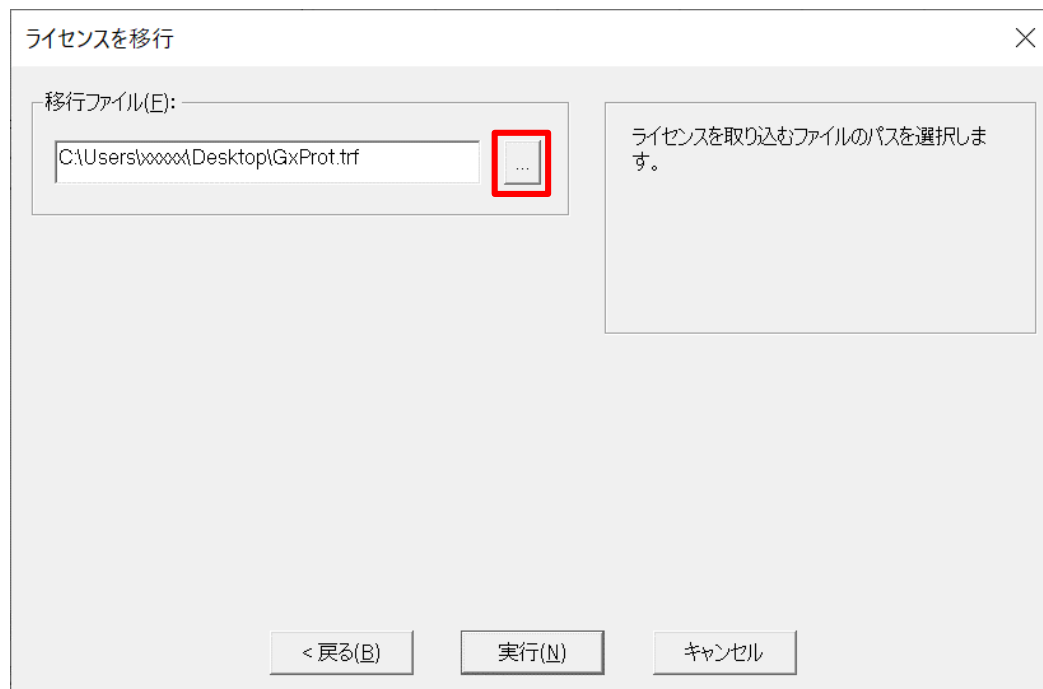 ライセンスを移行
移行ファイル(F):
C:\Users\xxxxx\Desktop\GxProt.trf
...
ライセンスを取り込むファイルのパスを選択しま
す。
< 戻る(B)
実行(N)
キャンセル